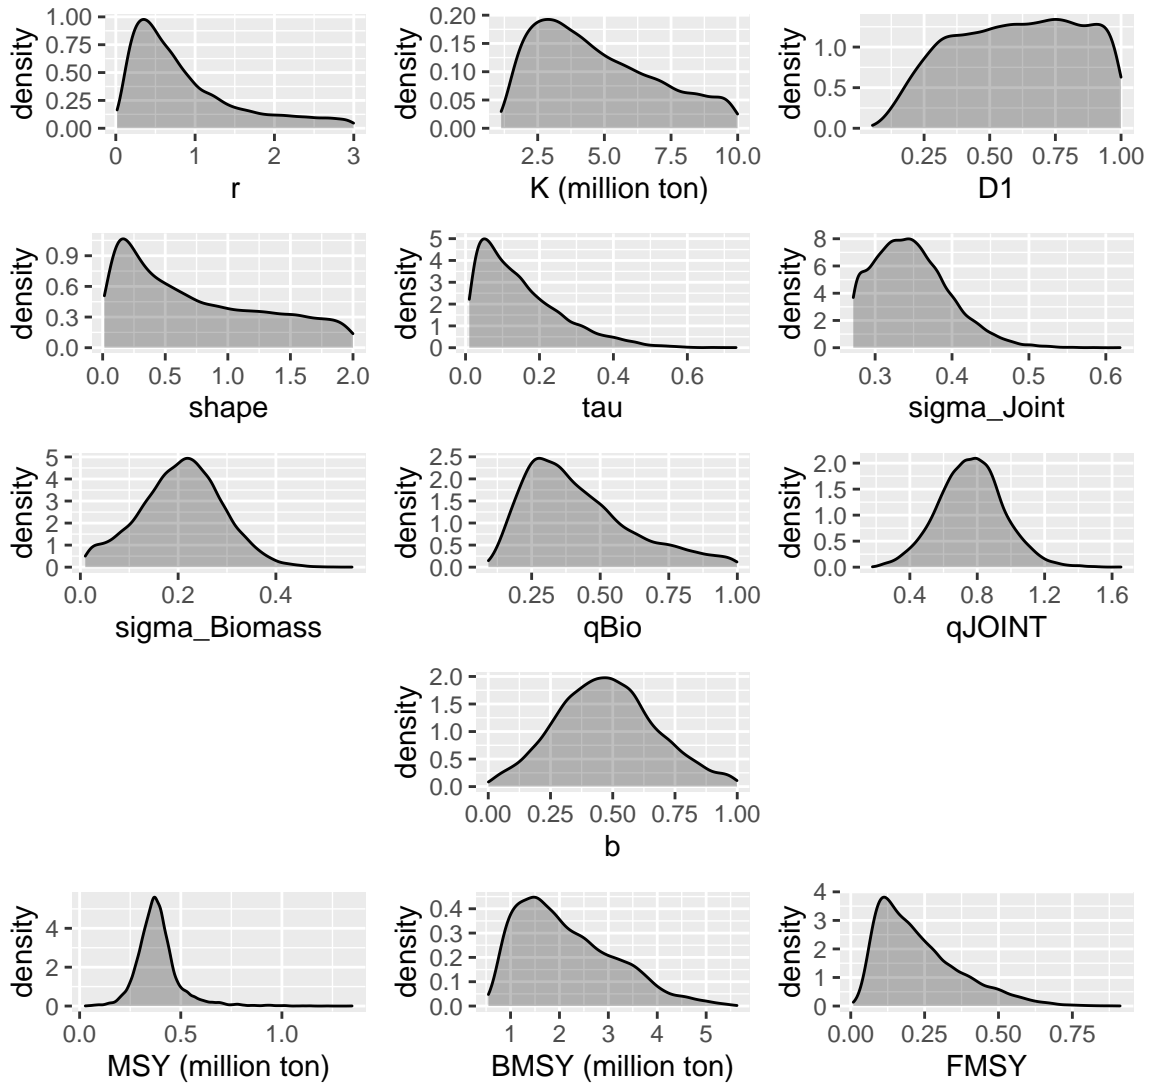 density
1.00
0.75
0.50
0.25
0.00
0 1 2 3
r
density
0.20
0.15
0.10
0.05
0.00
2.5 5.0 7.5 10.0
K (million ton)
density
1.0
0.5
0.0
0.25 0.50 0.75 1.00
D1
density
0.9
0.6
0.3
0.0
0.0 0.5 1.0 1.5 2.0
shape
density
5
4
3
2
1
0
0.0 0.2 0.4 0.6
tau
density
8
6
4
2
0
0.3 0.4 0.5 0.6
sigma_Joint
density
5
4
3
2
1
0
0.0 0.2 0.4
sigma_Biomass
density
2.5
2.0
1.5
1.0
0.5
0.0
0.25 0.50 0.75 1.00
qBio
density
2.0
1.5
1.0
0.5
0.0
0.4 0.8 1.2 1.6
qJOINT
density
2.0
1.5
1.0
0.5
0.0
0.00 0.25 0.50 0.75 1.00
b
density
4
2
0
0.0 0.5 1.0
MSY (million ton)
density
0.4
0.3
0.2
0.1
0.0
1 2 3 4 5
BMSY (million ton)
density
4
3
2
1
0
0.00 0.25 0.50 0.75
FMSY